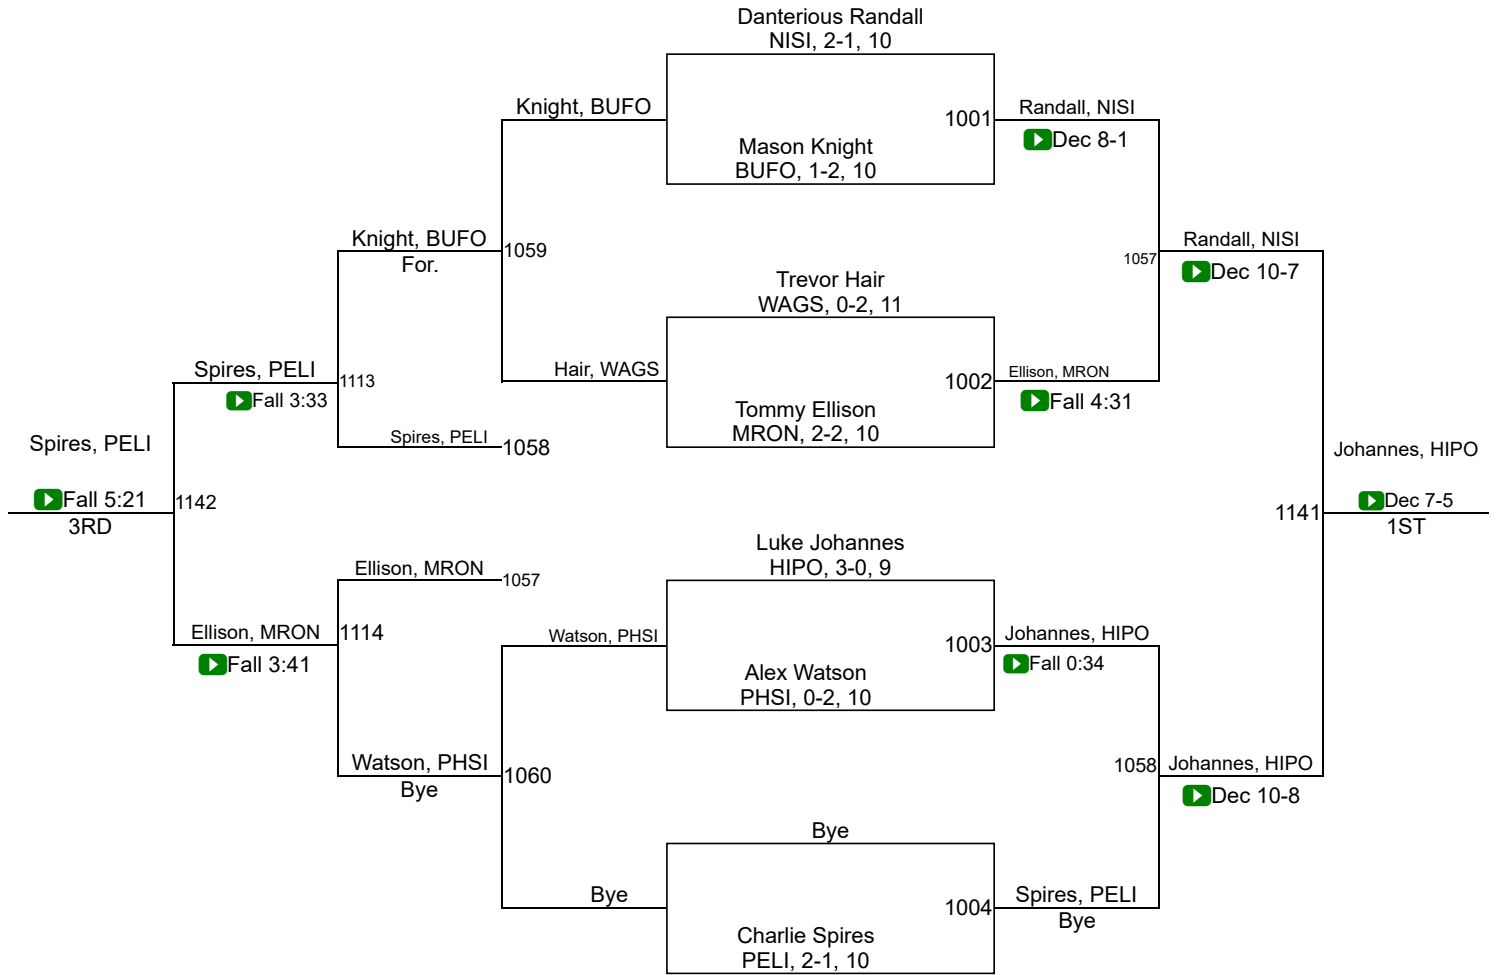 Danterious Randall
NISI, 2-1, 10
Knight, BUFO
1001
Randall, NISI
Dec 8-1
Mason Knight
BUFO, 1-2, 10
Knight, BUFO
For.
1059
1057
Randall, NISI
Dec 10-7
Trevor Hair
WAGS, 0-2, 11
Spires, PELI
Fall 3:33
1113
Hair, WAGS
1002
Ellison, MRON
Fall 4:31
Tommy Ellison
MRON, 2-2, 10
Spires, PELI
1058
Spires, PELI
Fall 5:21
3RD
1142
Johannes, HIPO
1141
Dec 7-5
1ST
Luke Johannes
HIPO, 3-0, 9
Ellison, MRON
1057
Ellison, MRON
Fall 3:41
1114
Watson, PHSI
1003
Johannes, HIPO
Fall 0:34
Alex Watson
PHSI, 0-2, 10
Watson, PHSI
Bye
1060
1058
Johannes, HIPO
Dec 10-8
Bye
Bye
1004
Spires, PELI
Bye
Charlie Spires
PELI, 2-1, 10